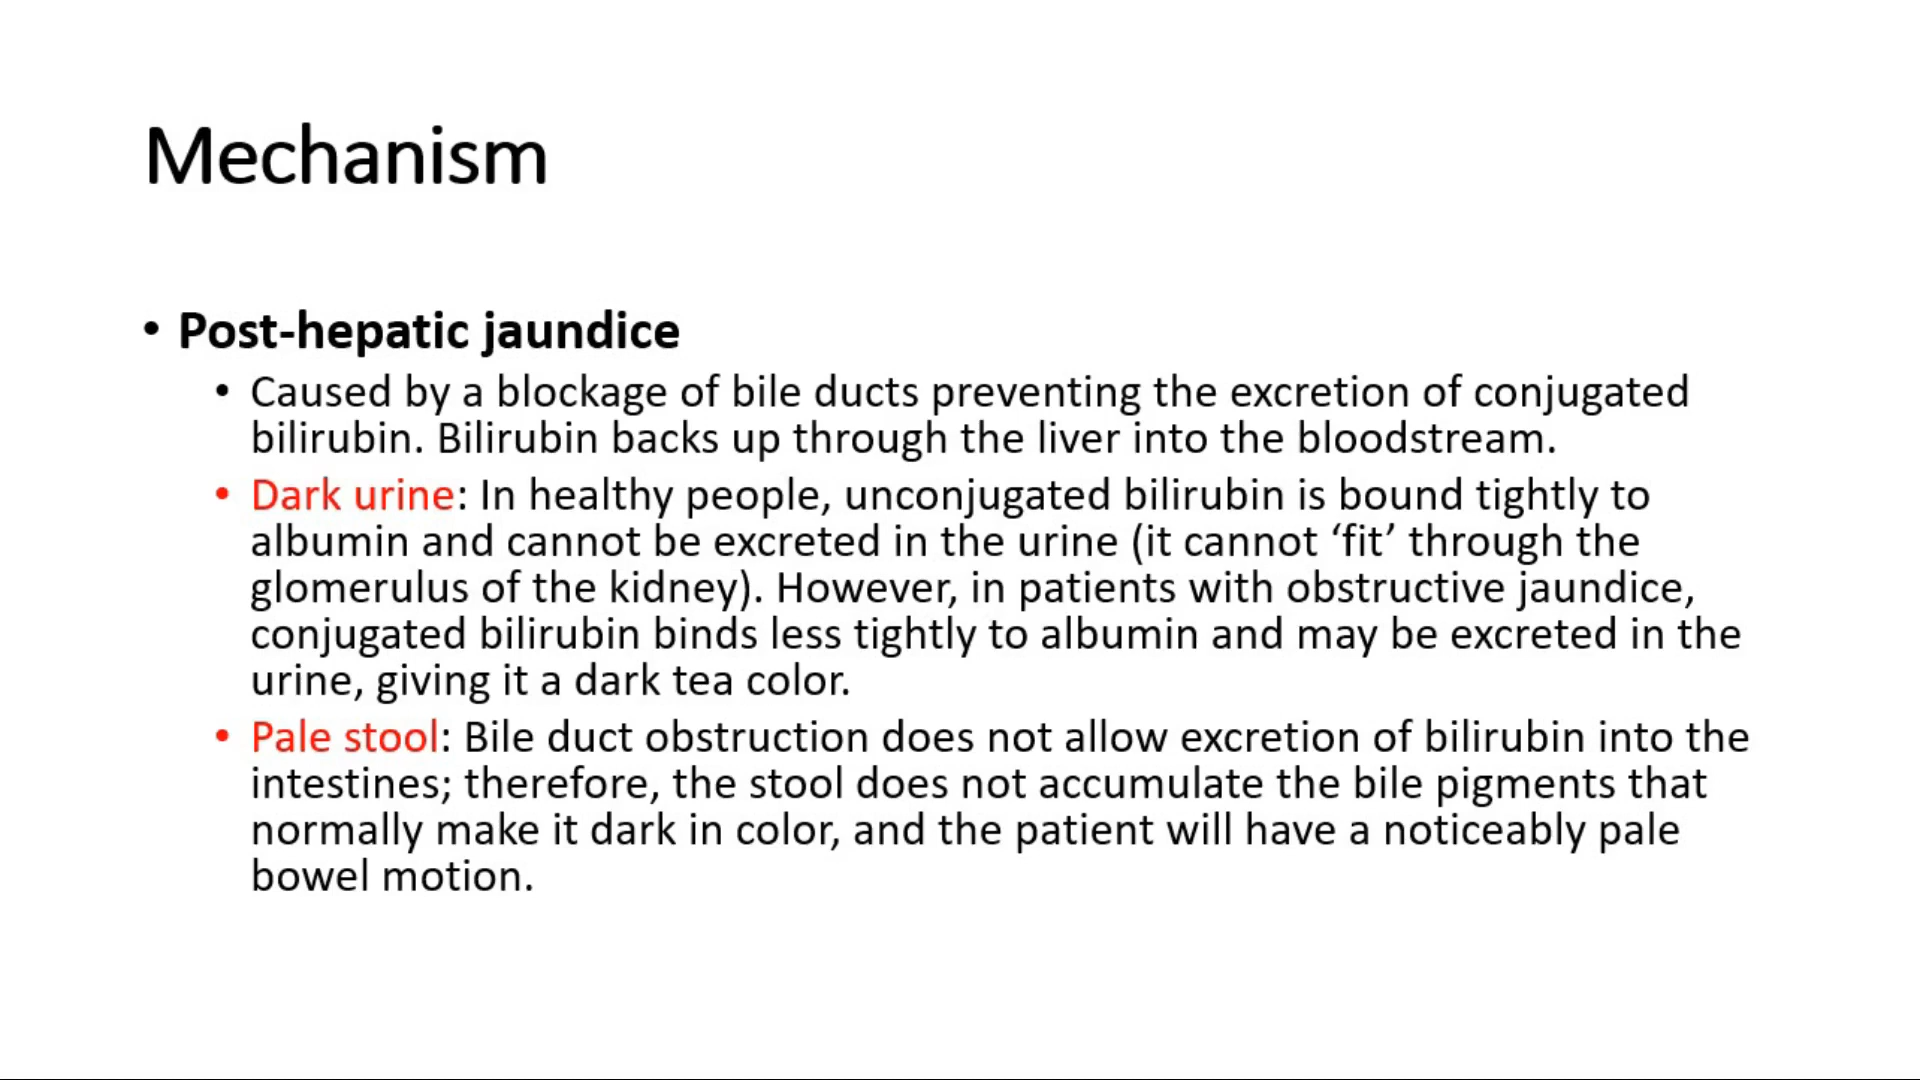 Mechanism
• Post-hepatic jaundice
• Caused by a blockage of bile ducts preventing the excretion of conjugated
bilirubin. Bilirubin backs up through the liver into the bloodstream.
• Dark urine: In healthy people, unconjugated bilirubin is bound tightly to
albumin and cannot be excreted in the urine (it cannot ‘fit’ through the
glomerulus of the kidney). However, in patients with obstructive jaundice,
conjugated bilirubin binds less tightly to albumin and may be excreted in the
urine, giving it a dark tea color.
• Pale stool: Bile duct obstruction does not allow excretion of bilirubin into the
intestines; therefore, the stool does not accumulate the bile pigments that
normally make it dark in color, and the patient will have a noticeably pale
bowel motion.